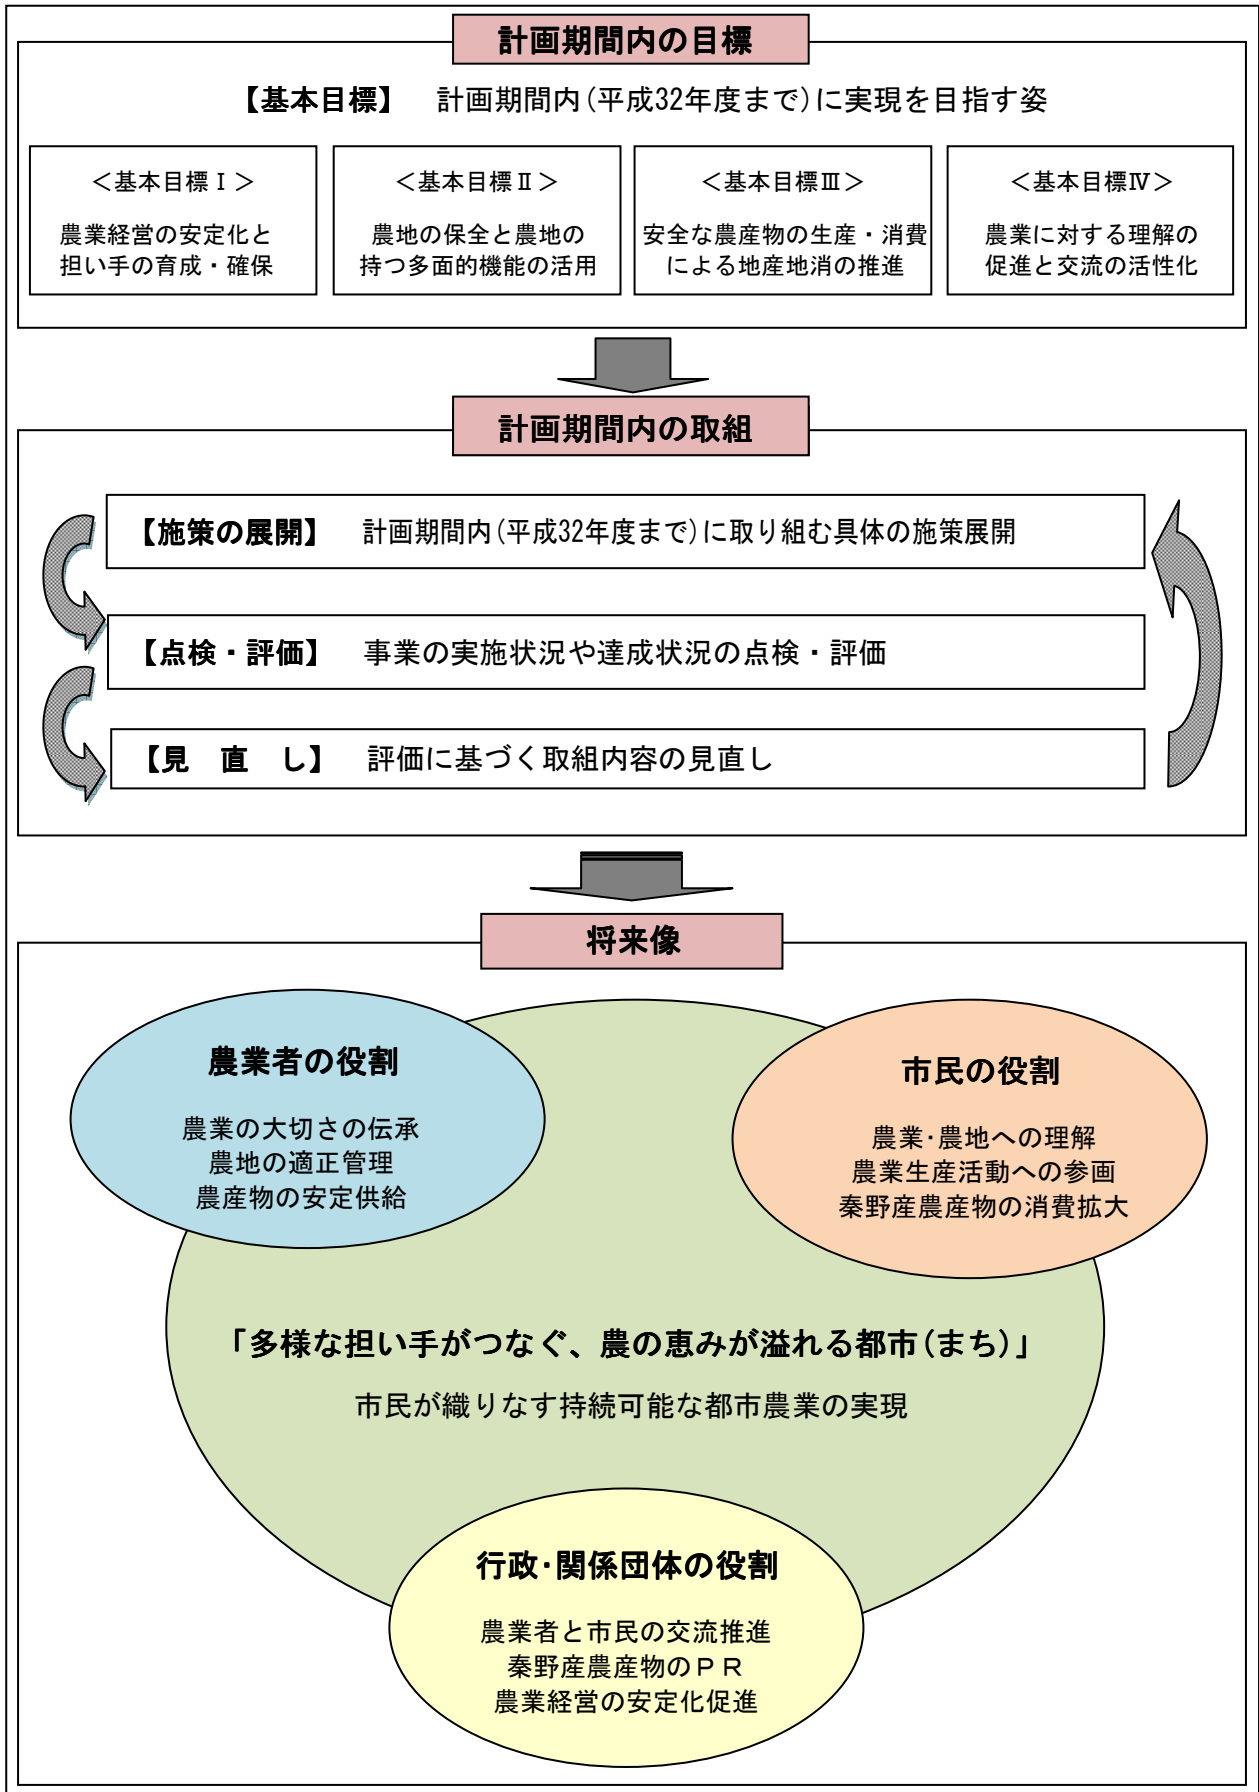 計画期間内の目標
【基本目標】　計画期間内(平成32年度まで)に実現を目指す姿
＜基本目標Ⅰ＞
農業経営の安定化と
担い手の育成・確保
＜基本目標Ⅱ＞
農地の保全と農地の
持つ多面的機能の活用
＜基本目標Ⅲ＞
安全な農産物の生産・消費
による地産地消の推進
＜基本目標Ⅳ＞
農業に対する理解の
促進と交流の活性化
計画期間内の取組
【施策の展開】　計画期間内(平成32年度まで)に取り組む具体の施策展開
【点検・評価】　事業の実施状況や達成状況の点検・評価
【見　直　し】　評価に基づく取組内容の見直し
将来像
農業者の役割
農業の大切さの伝承
農地の適正管理
農産物の安定供給
市民の役割
農業･農地への理解
農業生産活動への参画
秦野産農産物の消費拡大
「多様な担い手がつなぐ、農の恵みが溢れる都市(まち)」
市民が織りなす持続可能な都市農業の実現
行政･関係団体の役割
農業者と市民の交流推進
秦野産農産物のＰＲ
農業経営の安定化促進